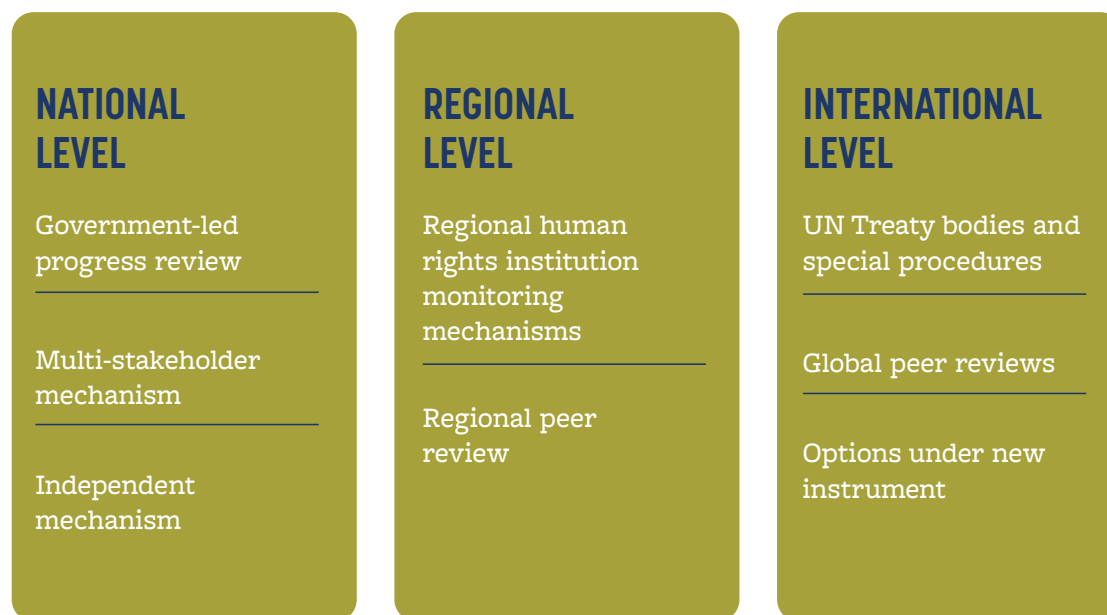 NATIONAL
LEVEL
Government-led
progress review
Multi-stakeholder
mechanism
Independent
mechanism
REGIONAL
LEVEL
Regional human
rights institution
monitoring
mechanisms
Regional peer
review
INTERNATIONAL
LEVEL
UN Treaty bodies and
special procedures
Global peer reviews
Options under new
instrument